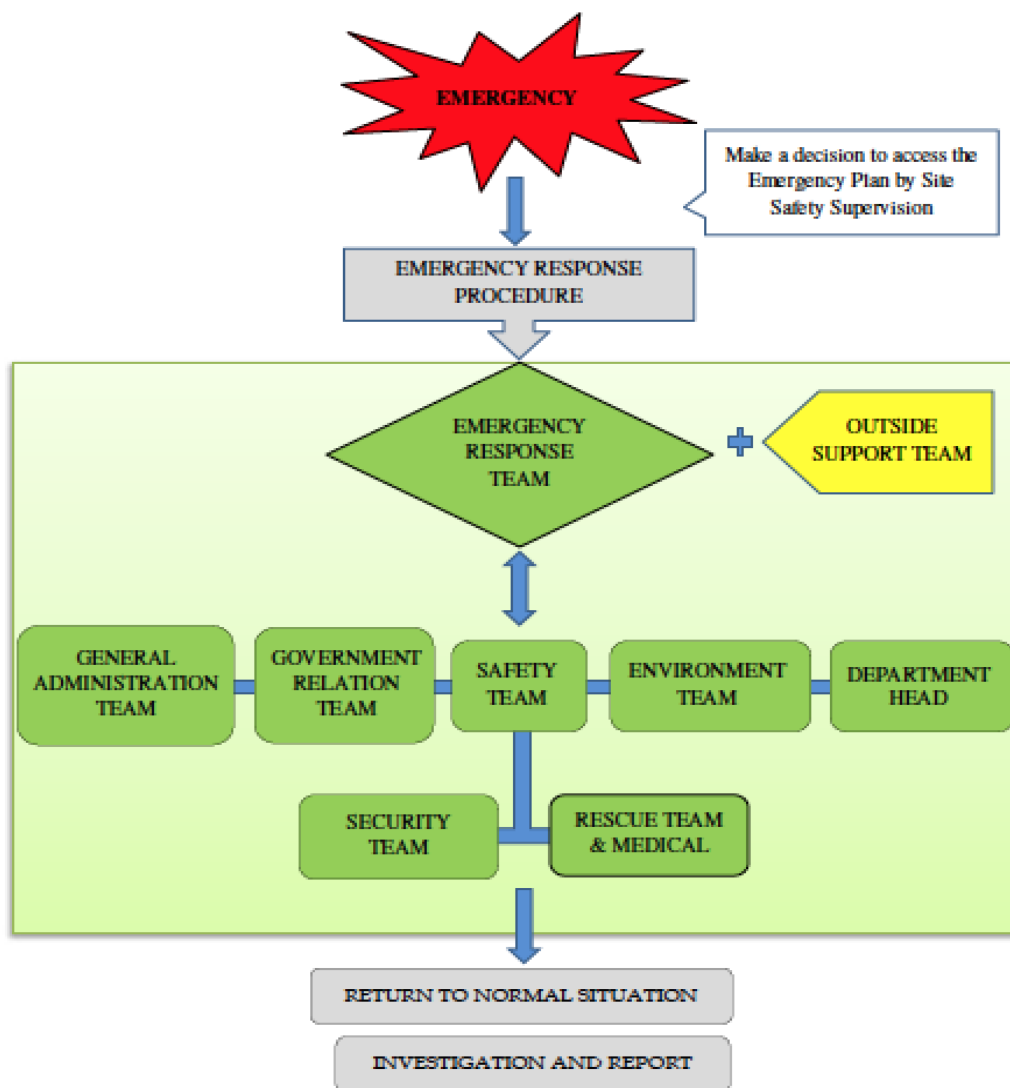 EMERGENCY
Make a decision to access the
Emergency Plan by Site
Safety Supervision
EMERGENCY RESPONSE
PROCEDURE
EMERGENCY
RESPONSE
TEAM
OUTSIDE
SUPPORT TEAM
GENERAL
ADMINISTRATION
TEAM
GOVERNMENT
RELATION
TEAM
SAFETY
TEAM
ENVIRONMENT
TEAM
DEPARTMENT
HEAD
SECURITY
TEAM
RESCUE TEAM
& MEDICAL
RETURN TO NORMAL SITUATION
INVESTIGATION AND REPORT